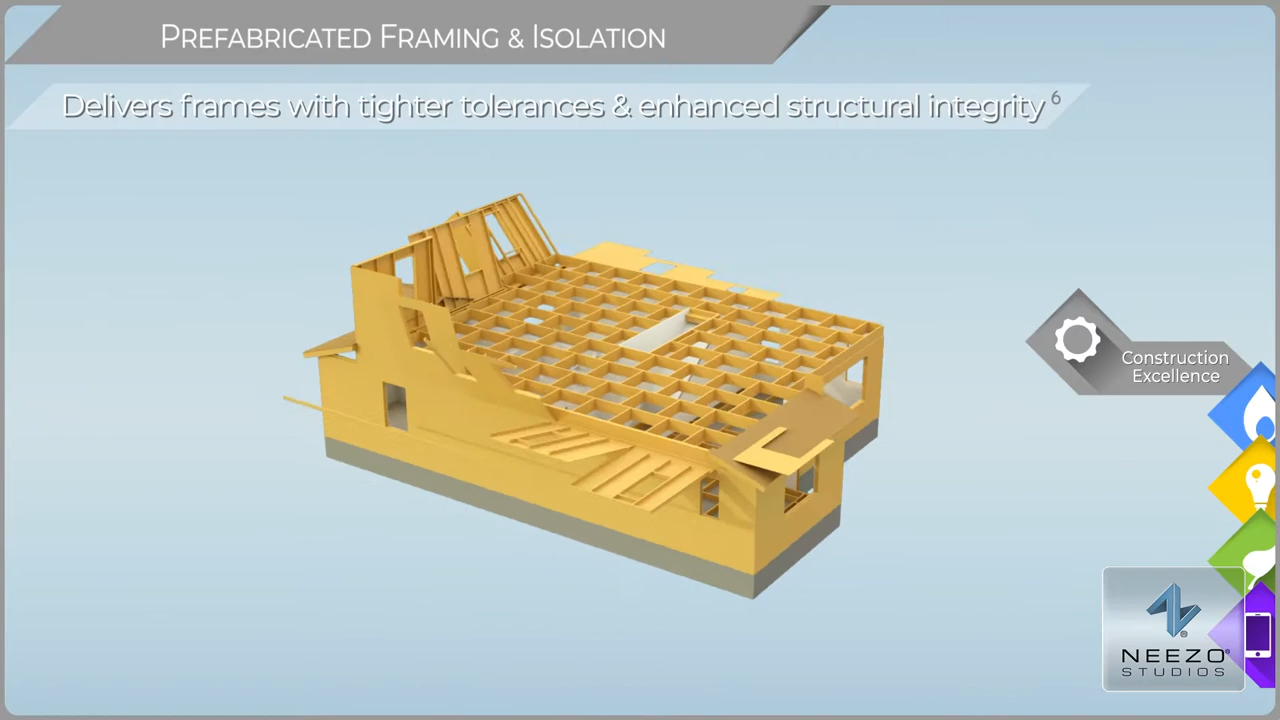 PREFABRICATED FRAMING & ISOLATION
Delivers frames with tighter tolerances & enhanced structural integrity 6
Construction
Excellence
NEEZO®
STUDIOS